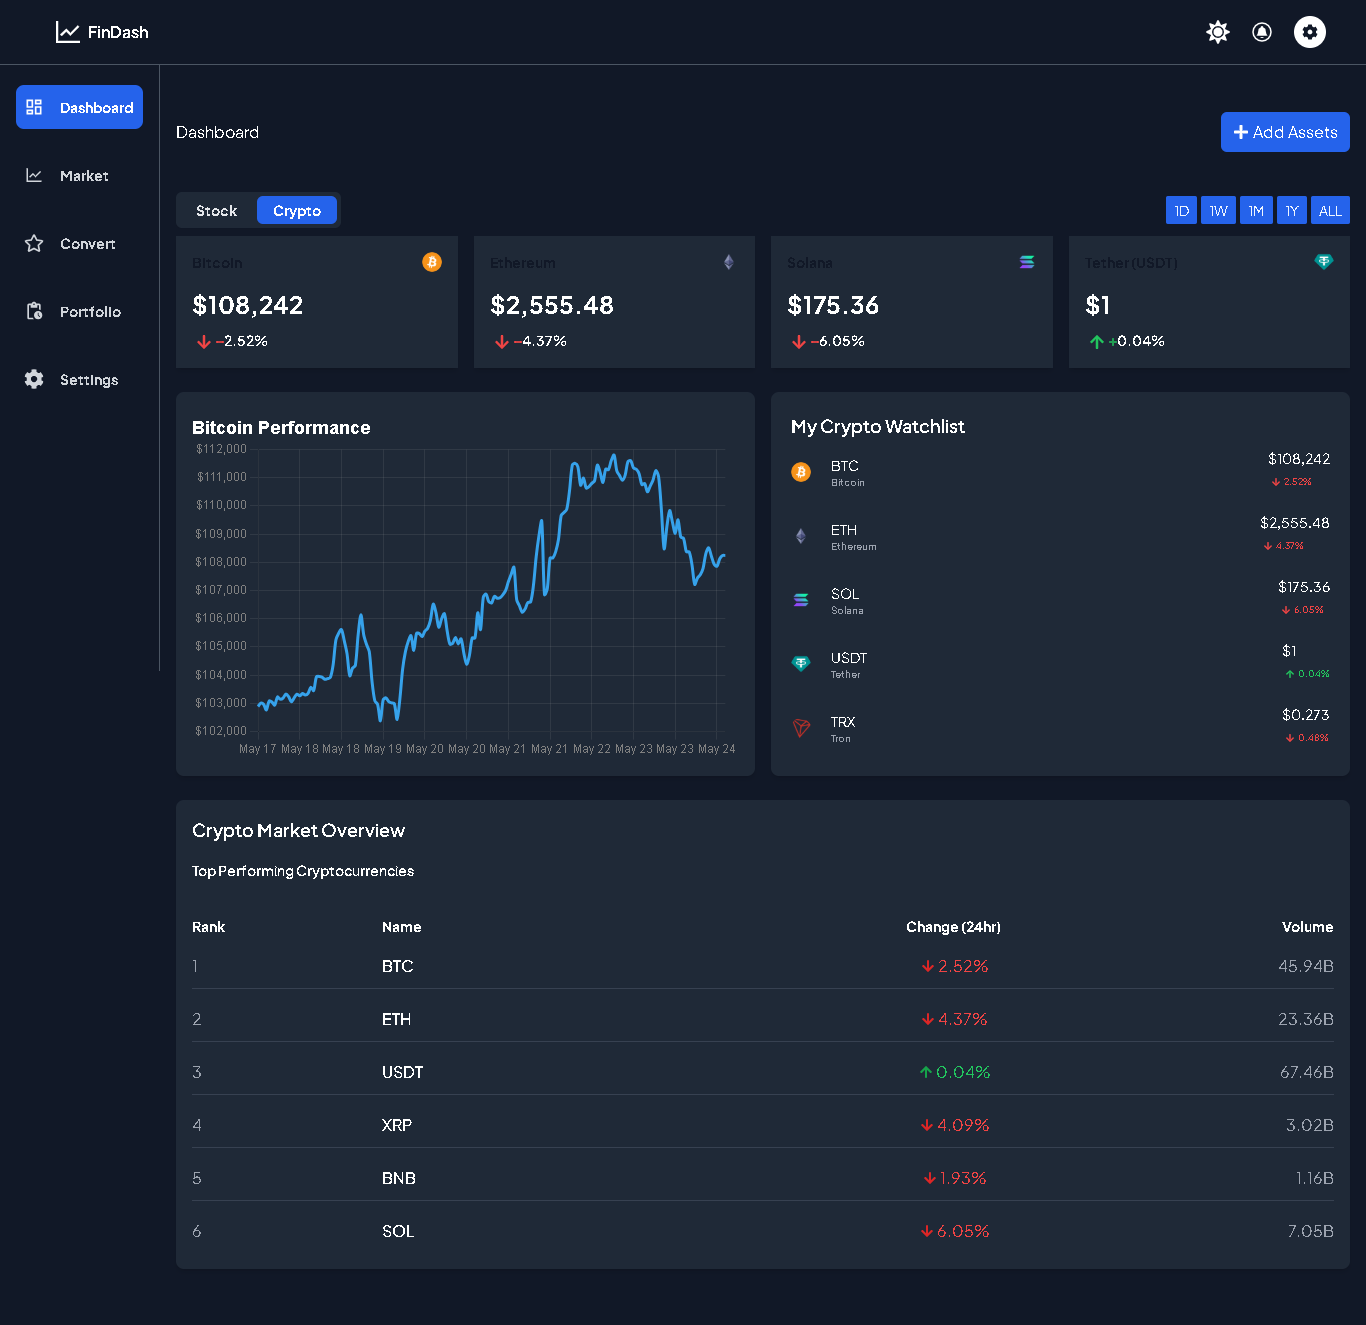 FinDash
Dashboard
Market
Convert
Portfolio
Settings
Dashboard
Add Assets
Stock Crypto
1D 1W 1M 1Y ALL
Bitcoin
$108,242
−2.52%
Ethereum
$2,555.48
−4.37%
Solana
$175.36
−6.05%
Tether(USDT)
$1
+0.04%
Bitcoin Performance
$112,000
$111,000
$110,000
$109,000
$108,000
$107,000
$106,000
$105,000
$104,000
$103,000
$102,000
May 17 May 18 May 18 May 19 May 20 May 20 May 21 May 21 May 22 May 23 May 23 May 24
My Crypto Watchlist
BTC $108,242
Bitcoin 2.52%
ETH $2,555.48
Ethereum 4.37%
SOL $175.36
Solana 6.05%
USDT $1
Tether 0.04%
TRX $0.273
Tron 0.48%
Crypto Market Overview
Top Performing Cryptocurrencies
Rank Name Change (24hr) Volume
1 BTC 2.52% 45.94B
2 ETH 4.37% 23.36B
3 USDT 0.04% 67.46B
4 XRP 4.09% 3.02B
5 BNB 1.93% 1.16B
6 SOL 6.05% 7.05B